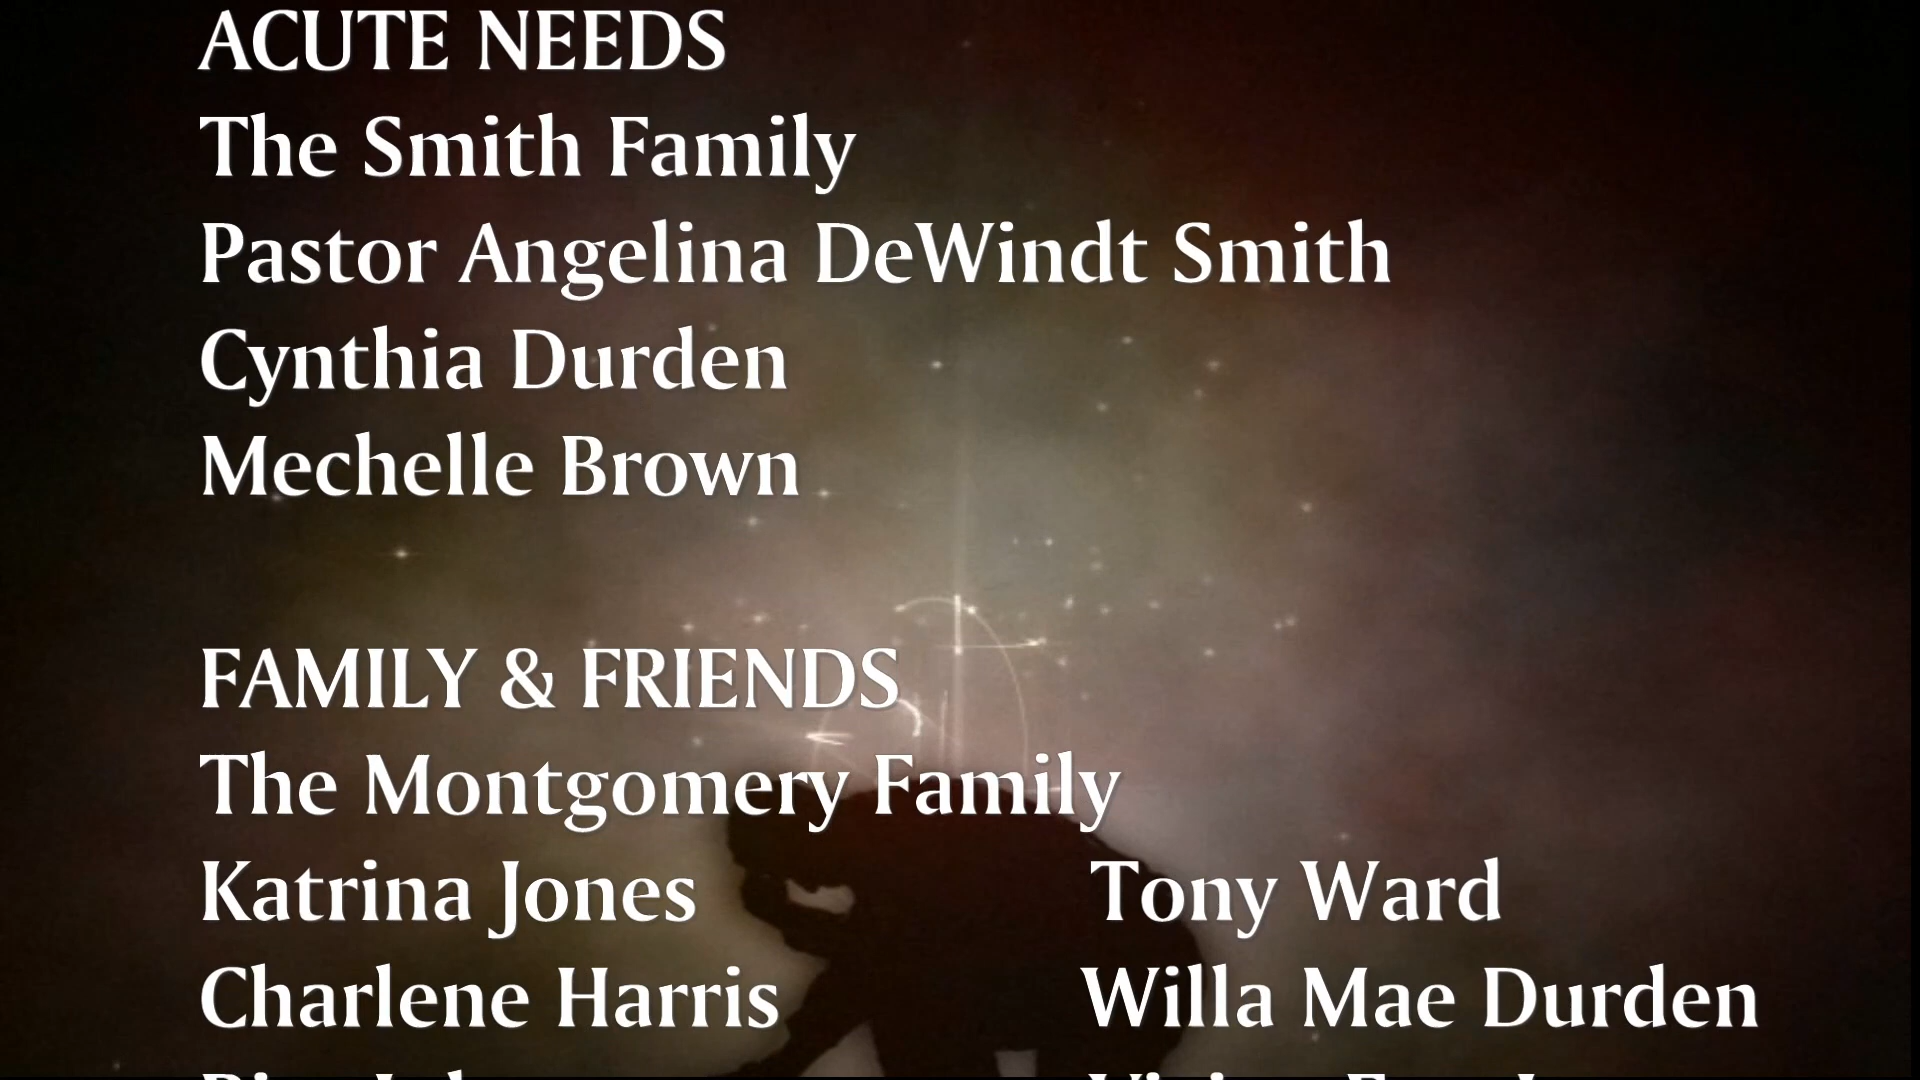 ACUTE NEEDS
The Smith Family
Pastor Angelina DeWindt Smith
Cynthia Durden
Mechelle Brown
FAMILY & FRIENDS
The Montgomery Family
Katrina Jones Tony Ward
Charlene Harris Willa Mae Durden